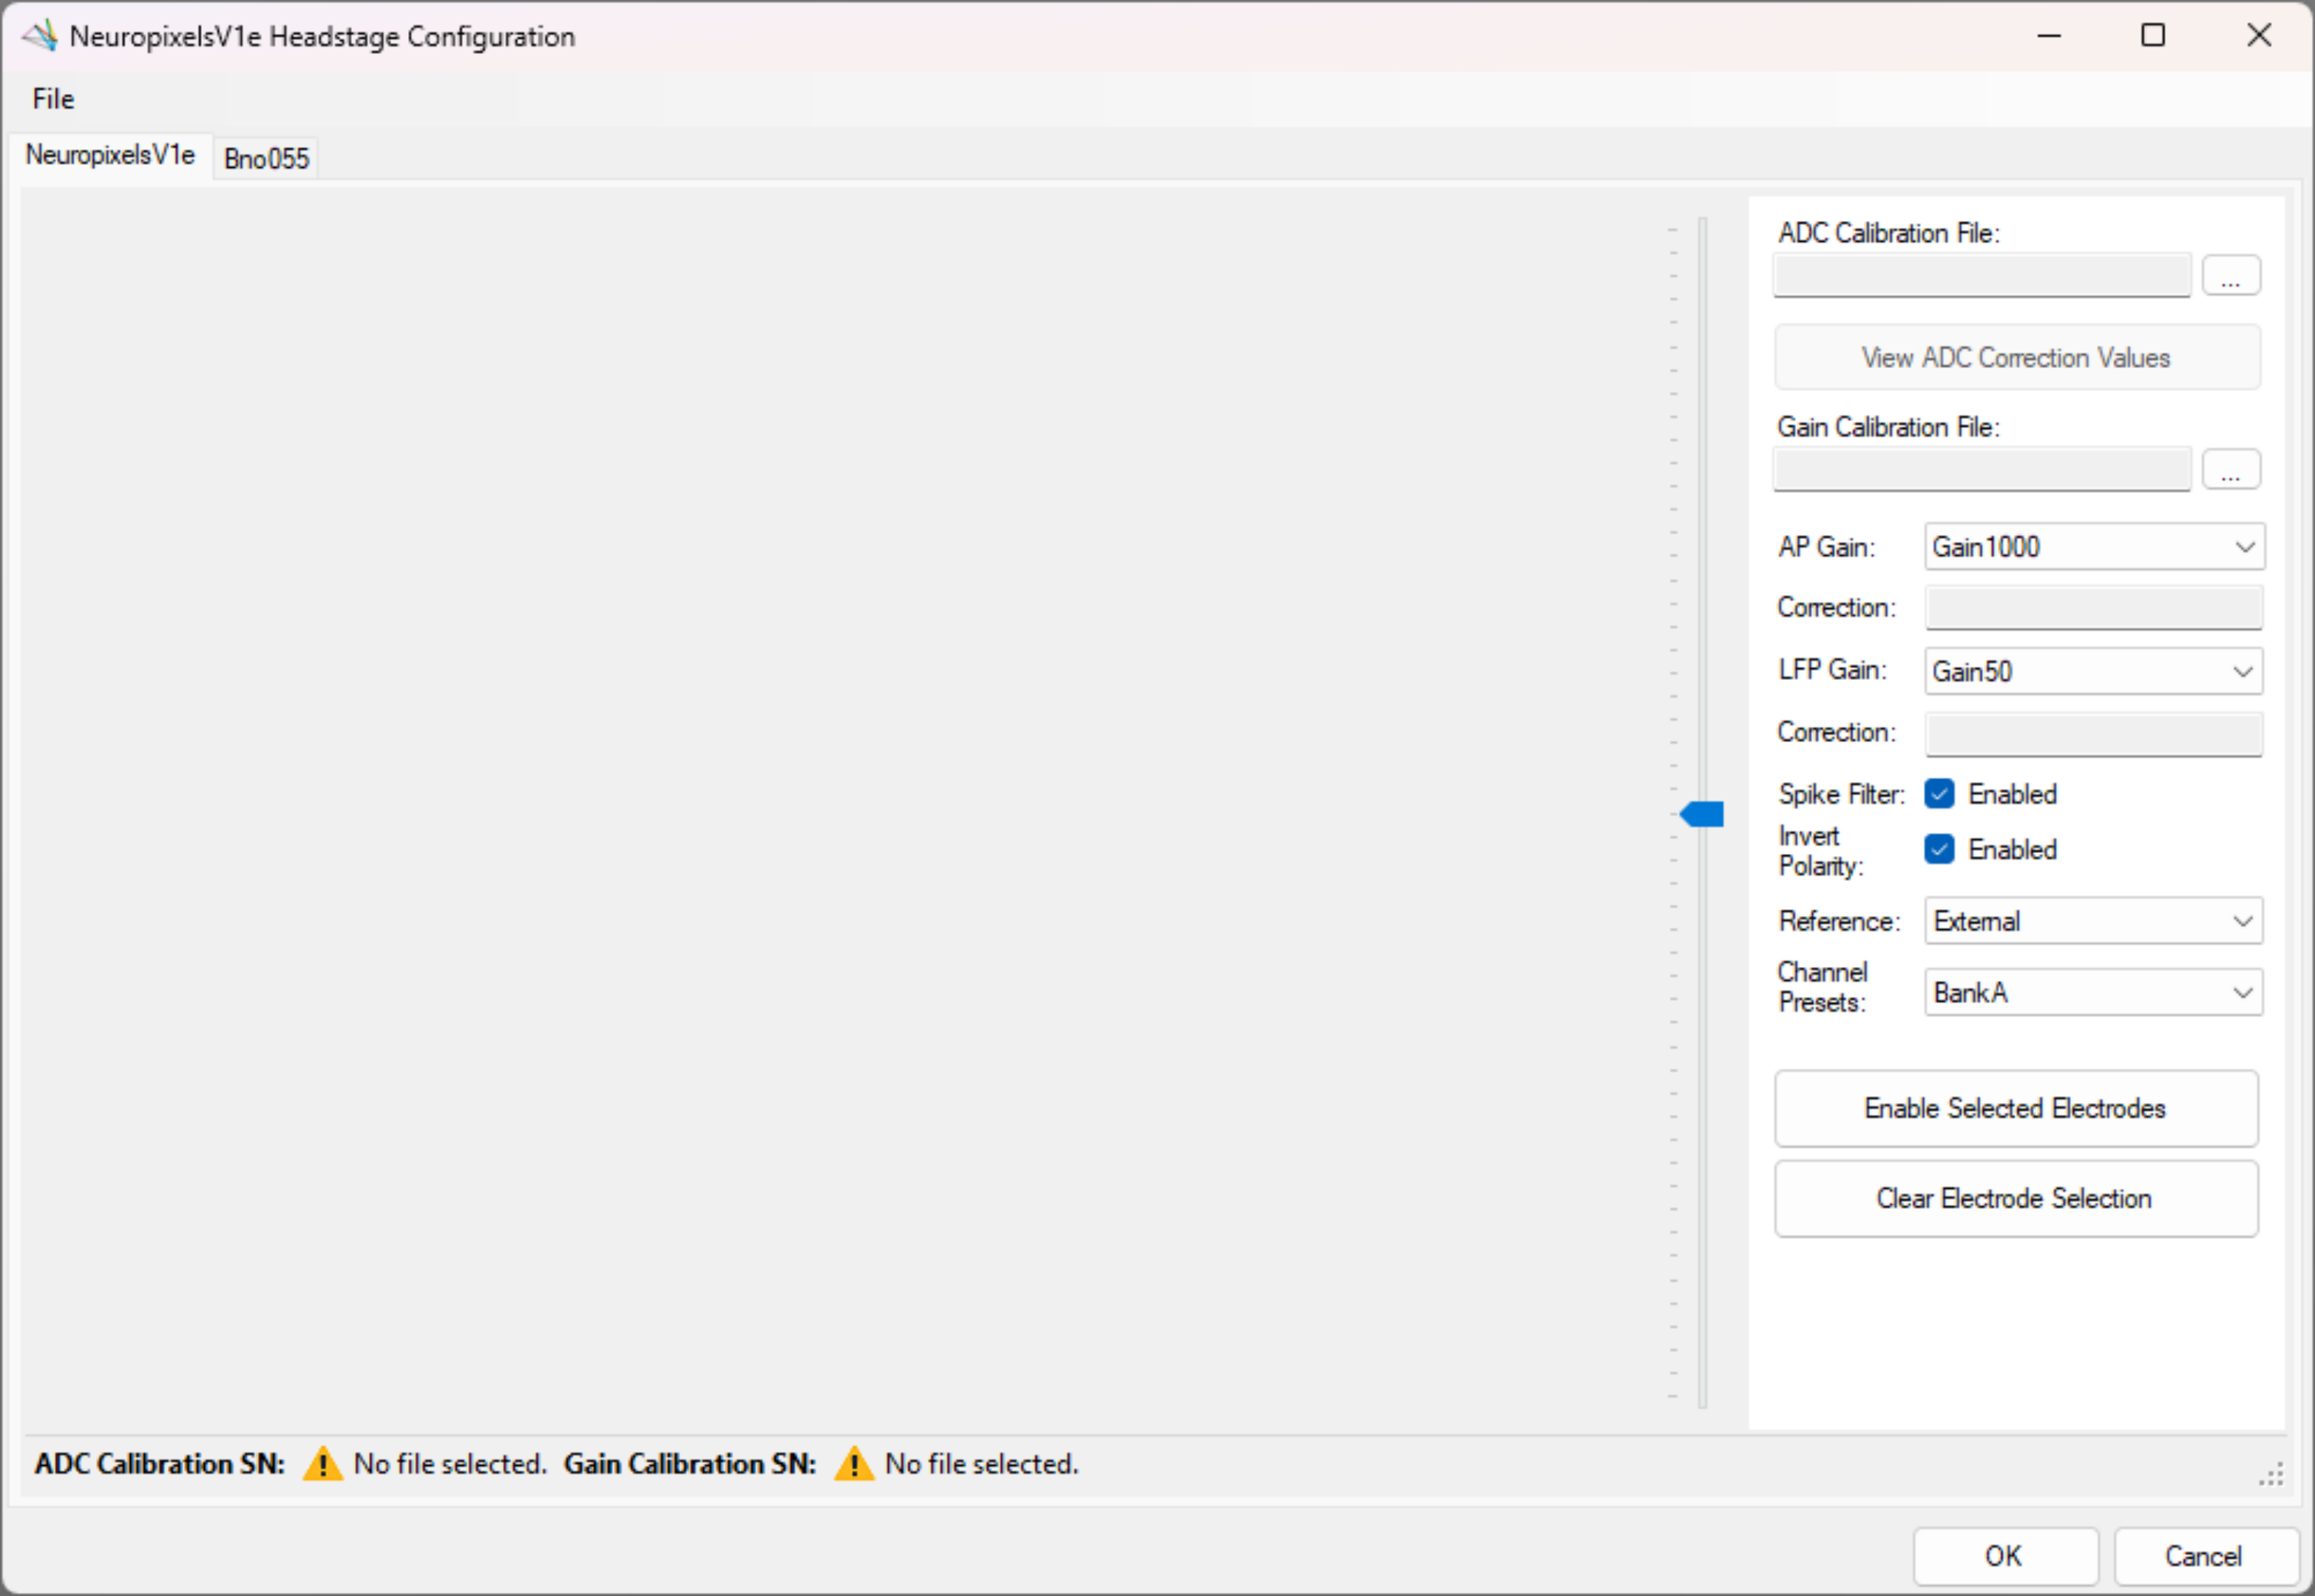 NeuropixelsV1e Headstage Configuration
File
NeuropixelsV1e
Bno055
ADC Calibration File:
...
View ADC Correction Values
Gain Calibration File:
...
AP Gain:
Gain1000
Correction:
LFP Gain:
Gain50
Correction:
Spike Filter:
Enabled
Invert
Polarity:
Enabled
Reference:
External
Channel
Presets:
BankA
Enable Selected Electrodes
Clear Electrode Selection
ADC Calibration SN: No file selected. Gain Calibration SN: No file selected.
OK
Cancel